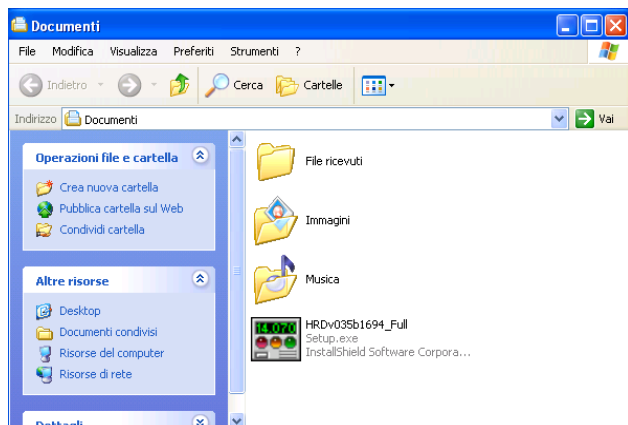 Documenti
File Modifica Visualizza Preferiti Strumenti ?
Indietro Cerca Cartelle
Indirizzo Documenti Vai
Operazioni file e cartella
Crea nuova cartella
Pubblica cartella sul Web
Condividi cartella
Altre risorse
Desktop
Documenti condivisi
Risorse del computer
Risorse di rete
Dettagli
File ricevuti
Immagini
Musica
14.070
HRDv035b1694_Full
Setup.exe
InstallShield Software Corpora...